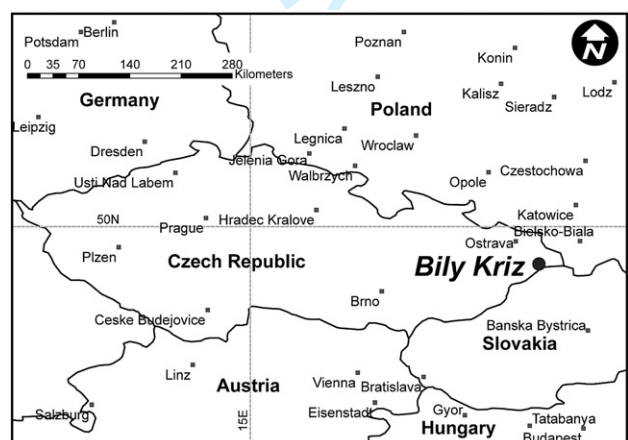 Berlin
Potsdam
Poznan
N
Konin
0 35 70 140 210 280
Kilometers
Leszno
Kalisz
Lodz
Germany
Sieradz
Poland
Leipzig
Legnica
Wroclaw
Dresden
Jelenia Gora
Walbrzych
Czestochowa
Usti Nad Labem
Opole
Katowice
50N
Hradec Kralove
Prague
Bielsko-Biala
Ostrava
Plzen
Czech Republic
Bily Kriz
Brno
Ceske Budejovice
Banska Bystrica
Slovakia
Linz
Austria
Vienna
Bratislava
Salzburg
15E
Eisenstadt
Gyor
Tatabanya
Hungary
Budapest